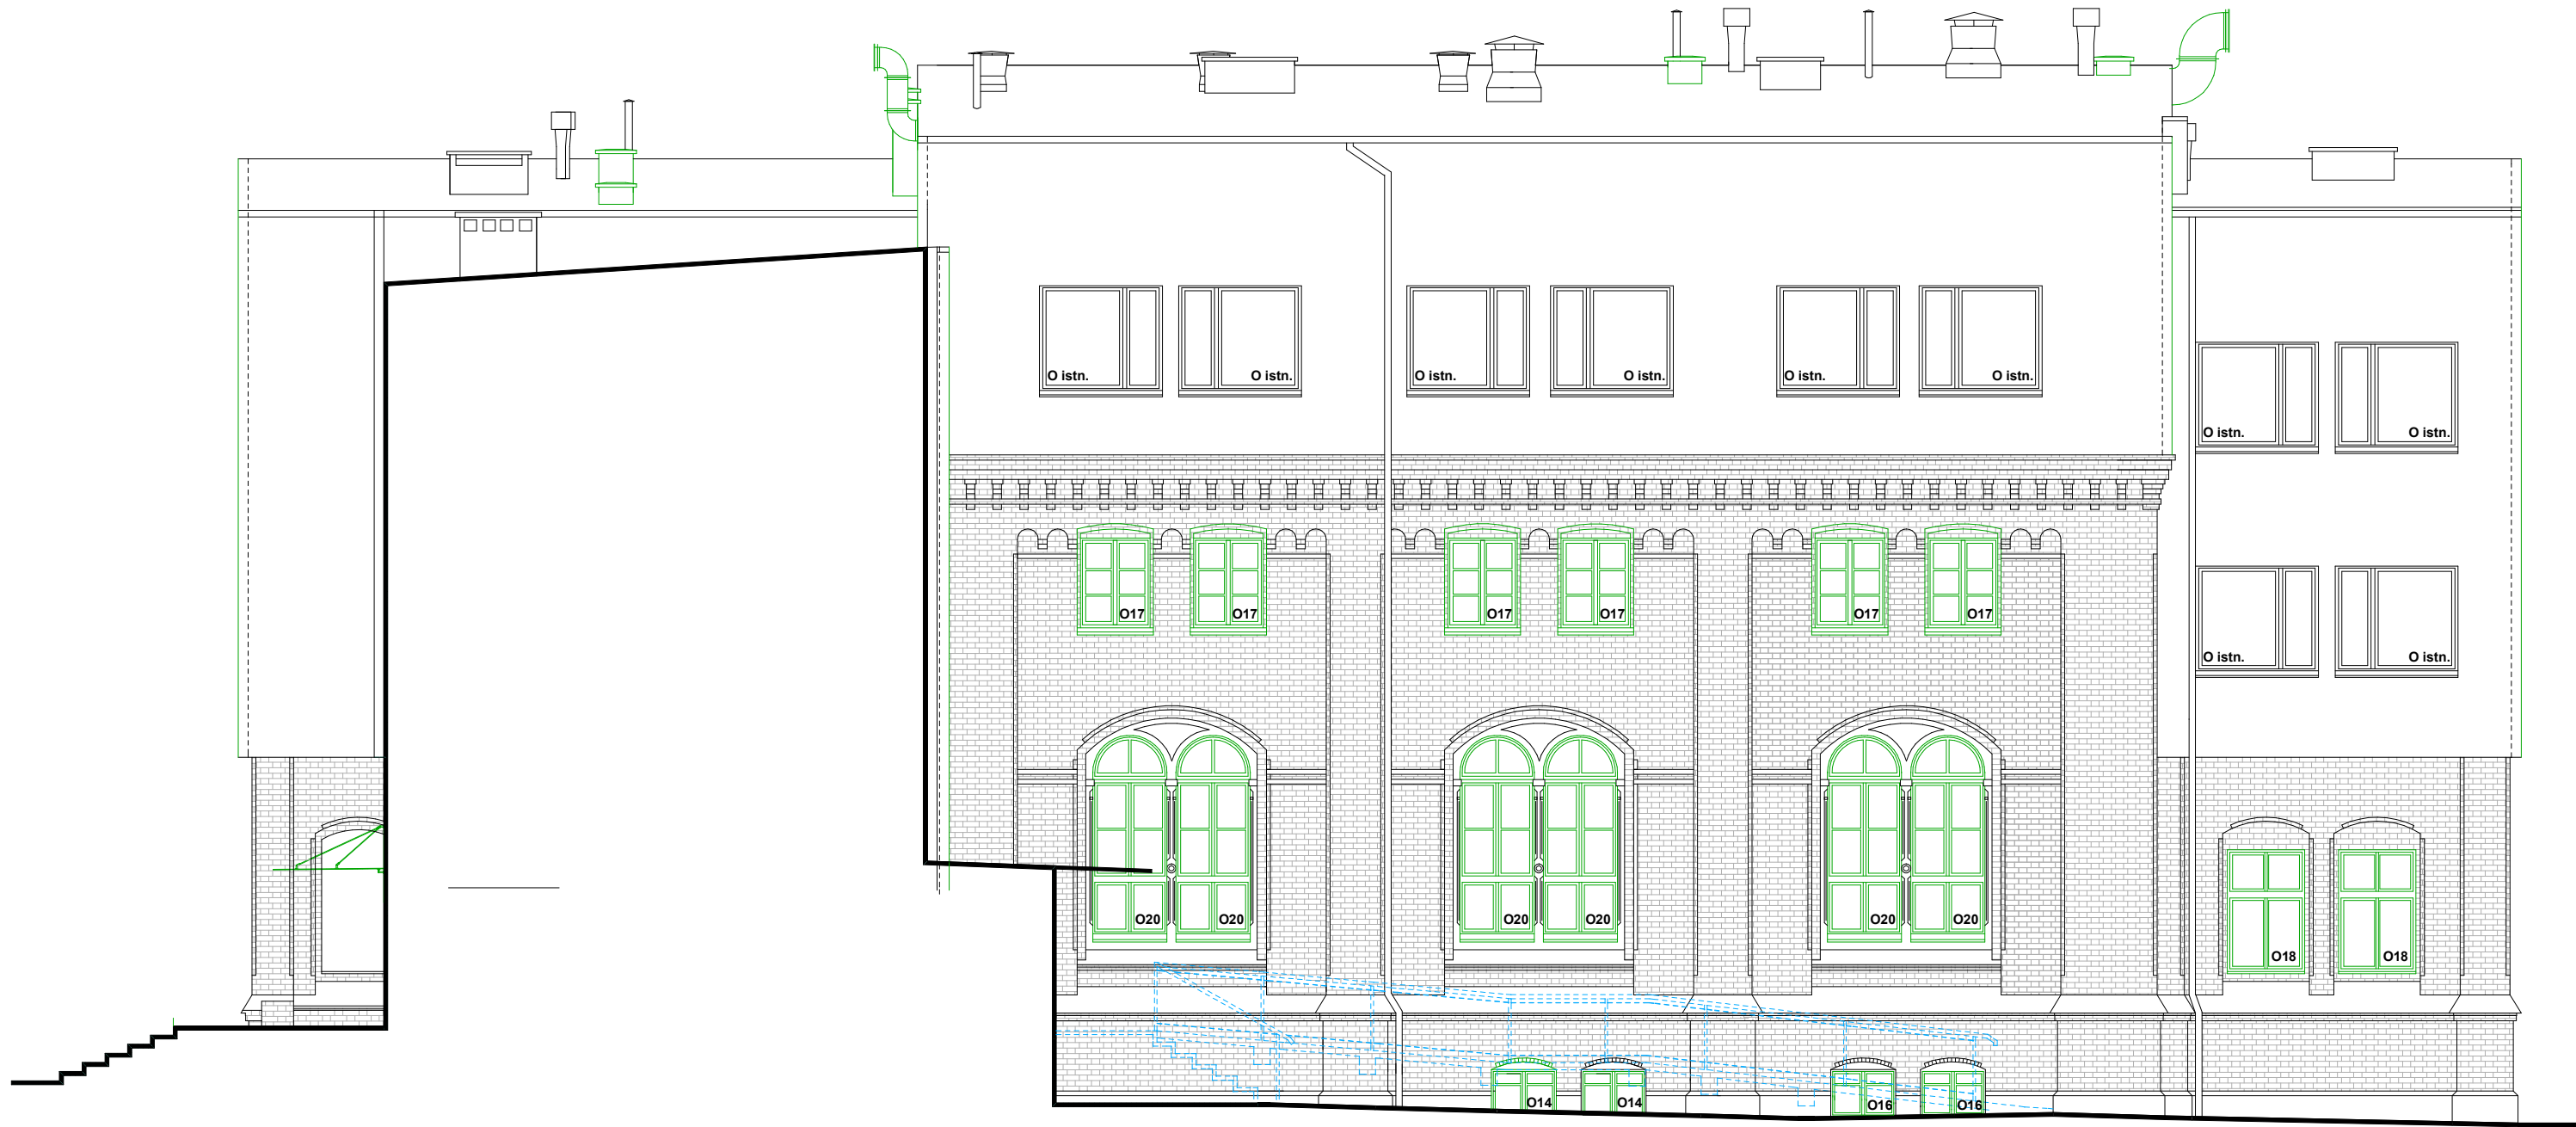 O istn. O istn. O istn. O istn. O istn. O istn.
O istn. O istn.
O17 O17 O17 O17 O17 O17
O istn. O istn.
O20 O20 O20 O20 O20 O20
O18 O18
O14 O14 O16 O16